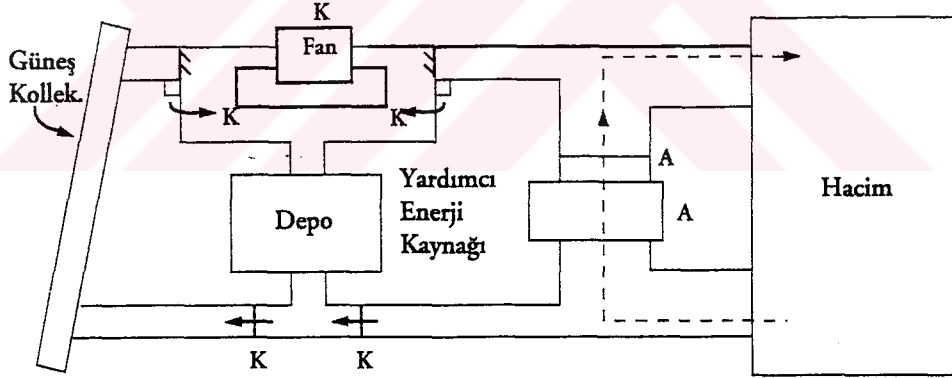 K
Fan
Güneş
Kollek.
K
K
A
Yardımcı
Enerji
Kaynağı
Depo
A
Hacim
K
K